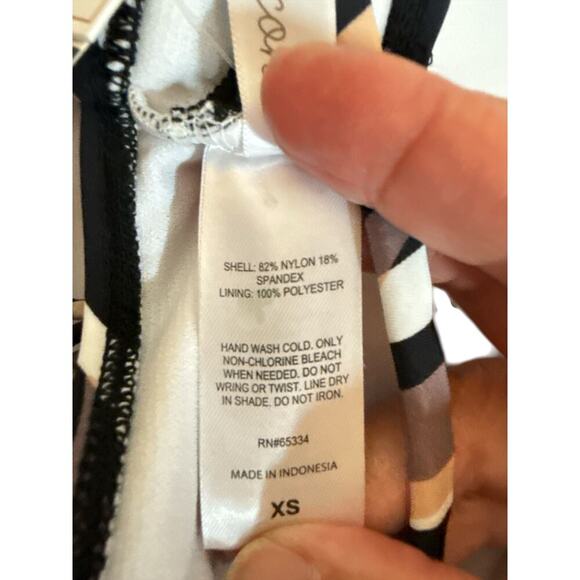 SHELL: 82% NYLON 18%
SPANDEX
LINING: 100% POLYESTER
HAND WASH COLD. ONLY
NON-CHLORINE BLEACH
WHEN NEEDED. DO NOT
WRING OR TWIST. LINE DRY
IN SHADE. DO NOT IRON.
RN#65334
MADE IN INDONESIA
XS